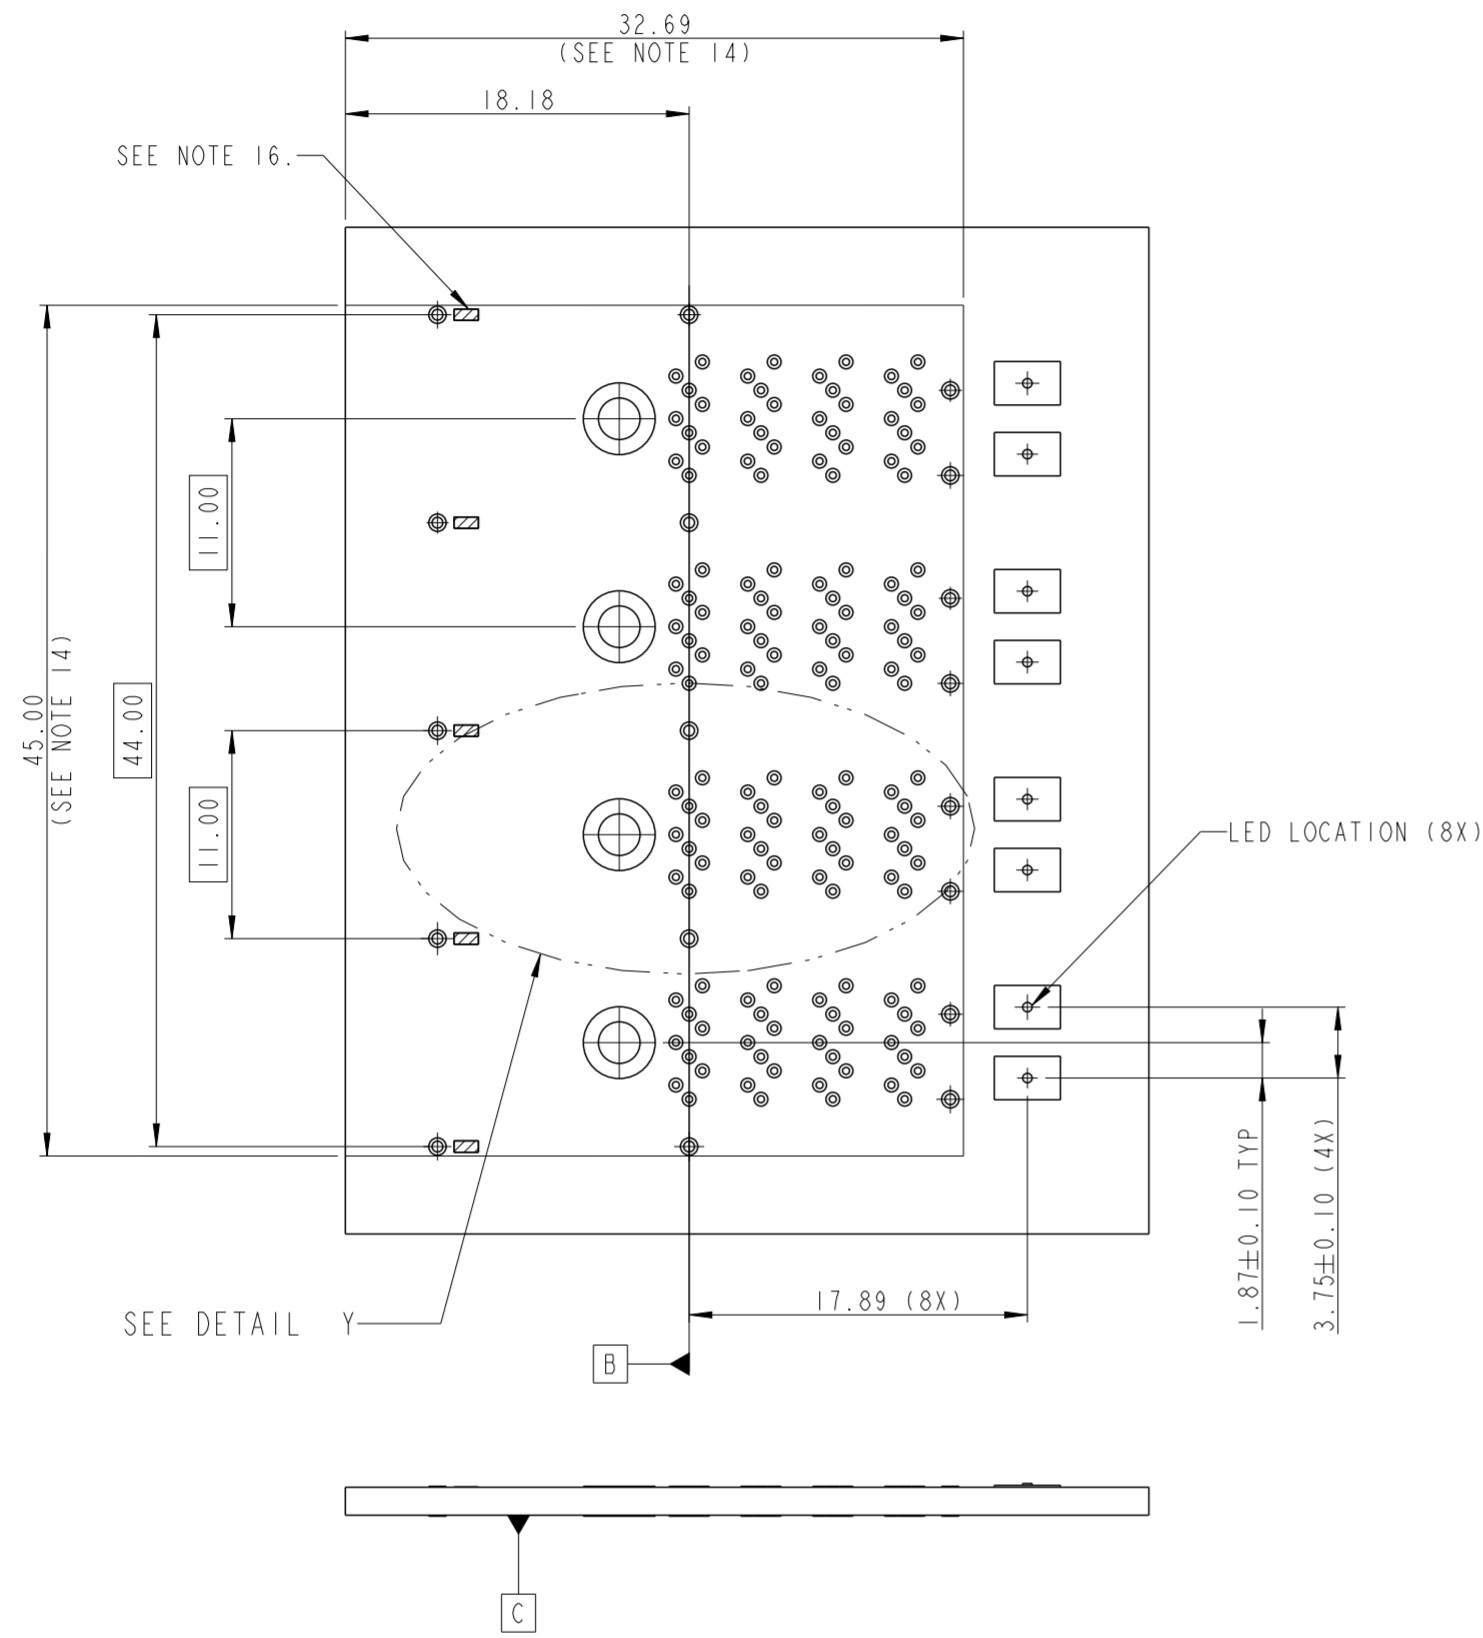 32.69
(SEE NOTE 14)
18.18
SEE NOTE 16.
11.00
45.00
(SEE NOTE 14)
44.00
11.00
LED LOCATION (8X)
1.87±0.10 TYP
3.75±0.10 (4X)
SEE DETAIL Y
17.89 (8X)
B
C